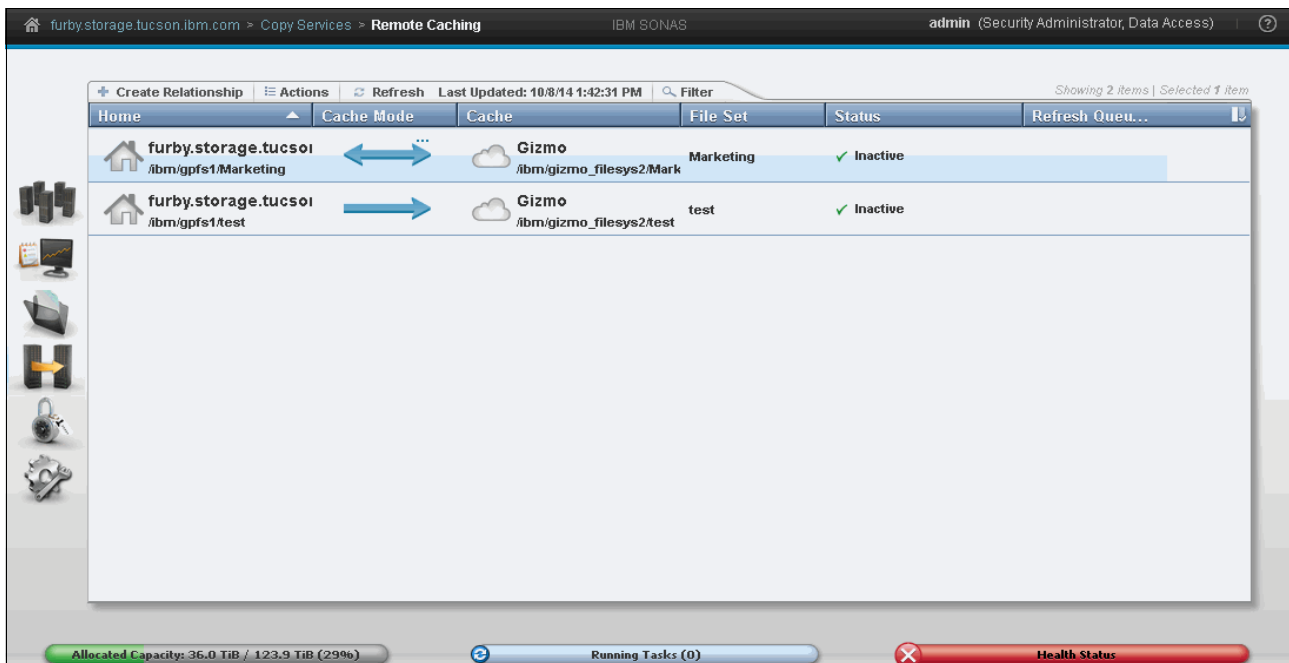 furby.storage.tucson.ibm.com > Copy Services > Remote Caching IBM SONAS admin (Security Administrator, Data Access)
Create Relationship Actions Refresh Last Updated: 10/8/14 1:42:31 PM Filter Showing 2 items | Selected 1 item
Home Cache Mode Cache File Set Status Refresh Queu...
furby.storage.tucso Gizmo
/ibm/gpfs1/Marketing /ibm/gizmo_filesys2/Mark Marketing Inactive
furby.storage.tucso Gizmo
/ibm/gpfs1/test /ibm/gizmo_filesys2/test test Inactive
Allocated Capacity: 36.0 TiB / 123.9 TiB (29%) Running Tasks (0) Health Status